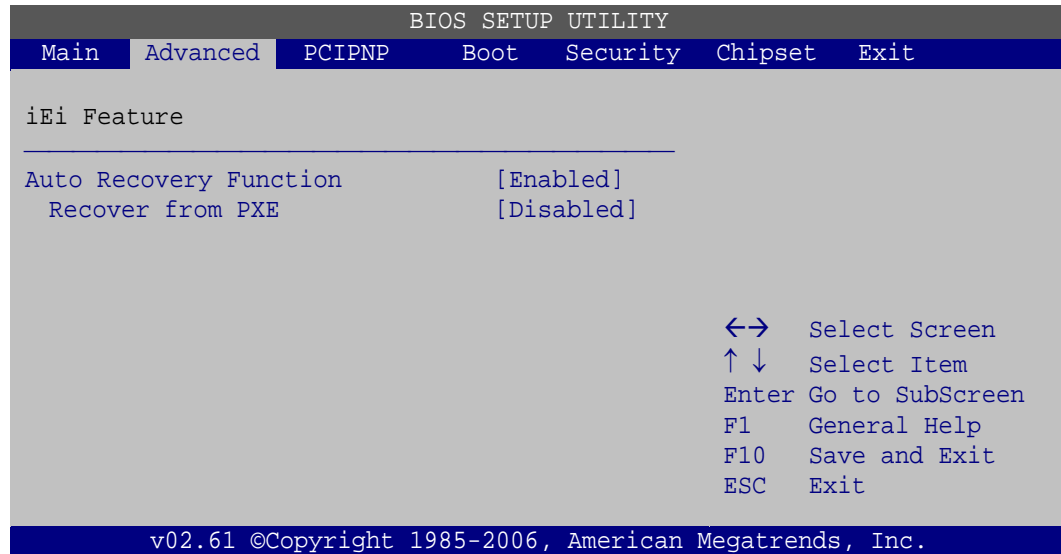 BIOS SETUP UTILITY
Main Advanced PCIPNP Boot Security Chipset Exit
iEi Feature
Auto Recovery Function [Enabled]
Recover from PXE [Disabled]
←→ Select Screen
↑ ↓ Select Item
Enter Go to SubScreen
F1 General Help
F10 Save and Exit
ESC Exit
v02.61 ©Copyright 1985-2006, American Megatrends, Inc.